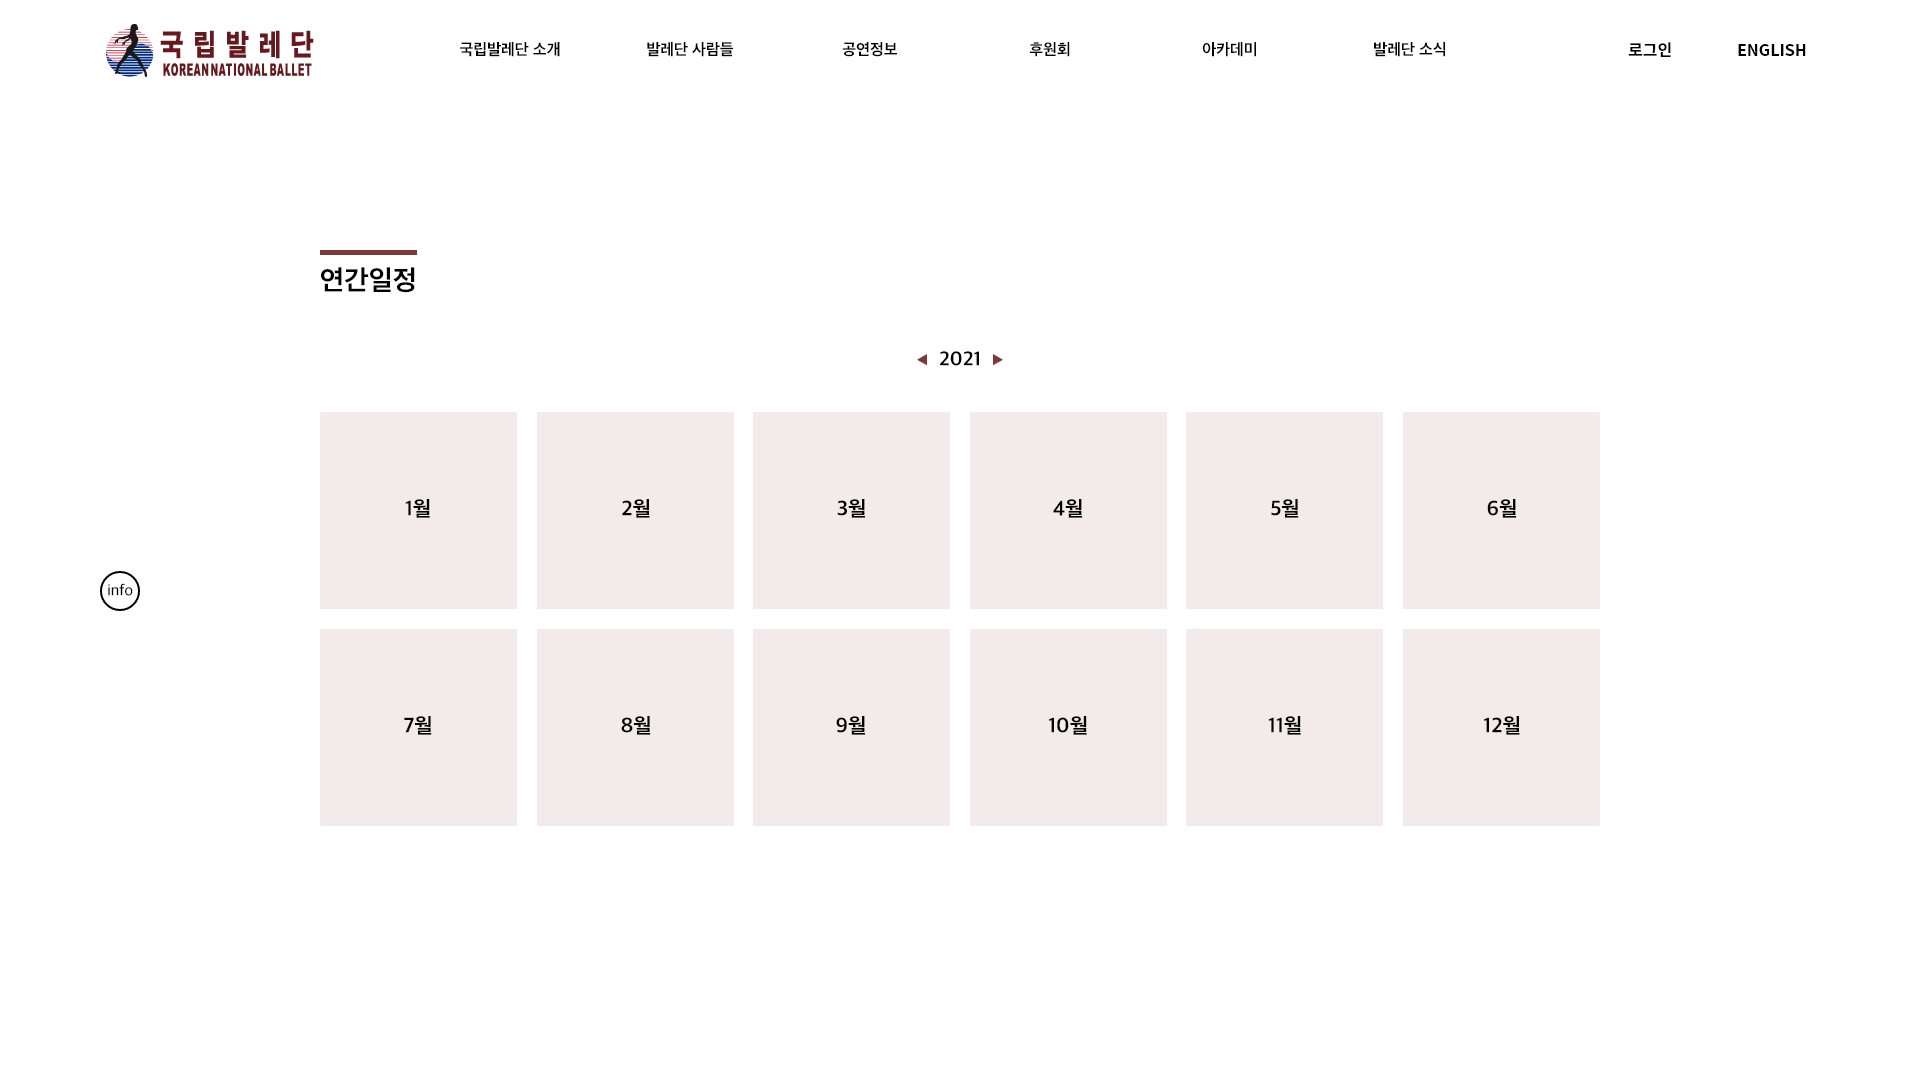 국립발레단
KOREAN NATIONAL BALLET
국립발레단 소개 발레단 사람들 공연정보 후원회 아카데미 발레단 소식 로그인 ENGLISH
연간일정
◀ 2021 ▶
1월 2월 3월 4월 5월 6월
info
7월 8월 9월 10월 11월 12월